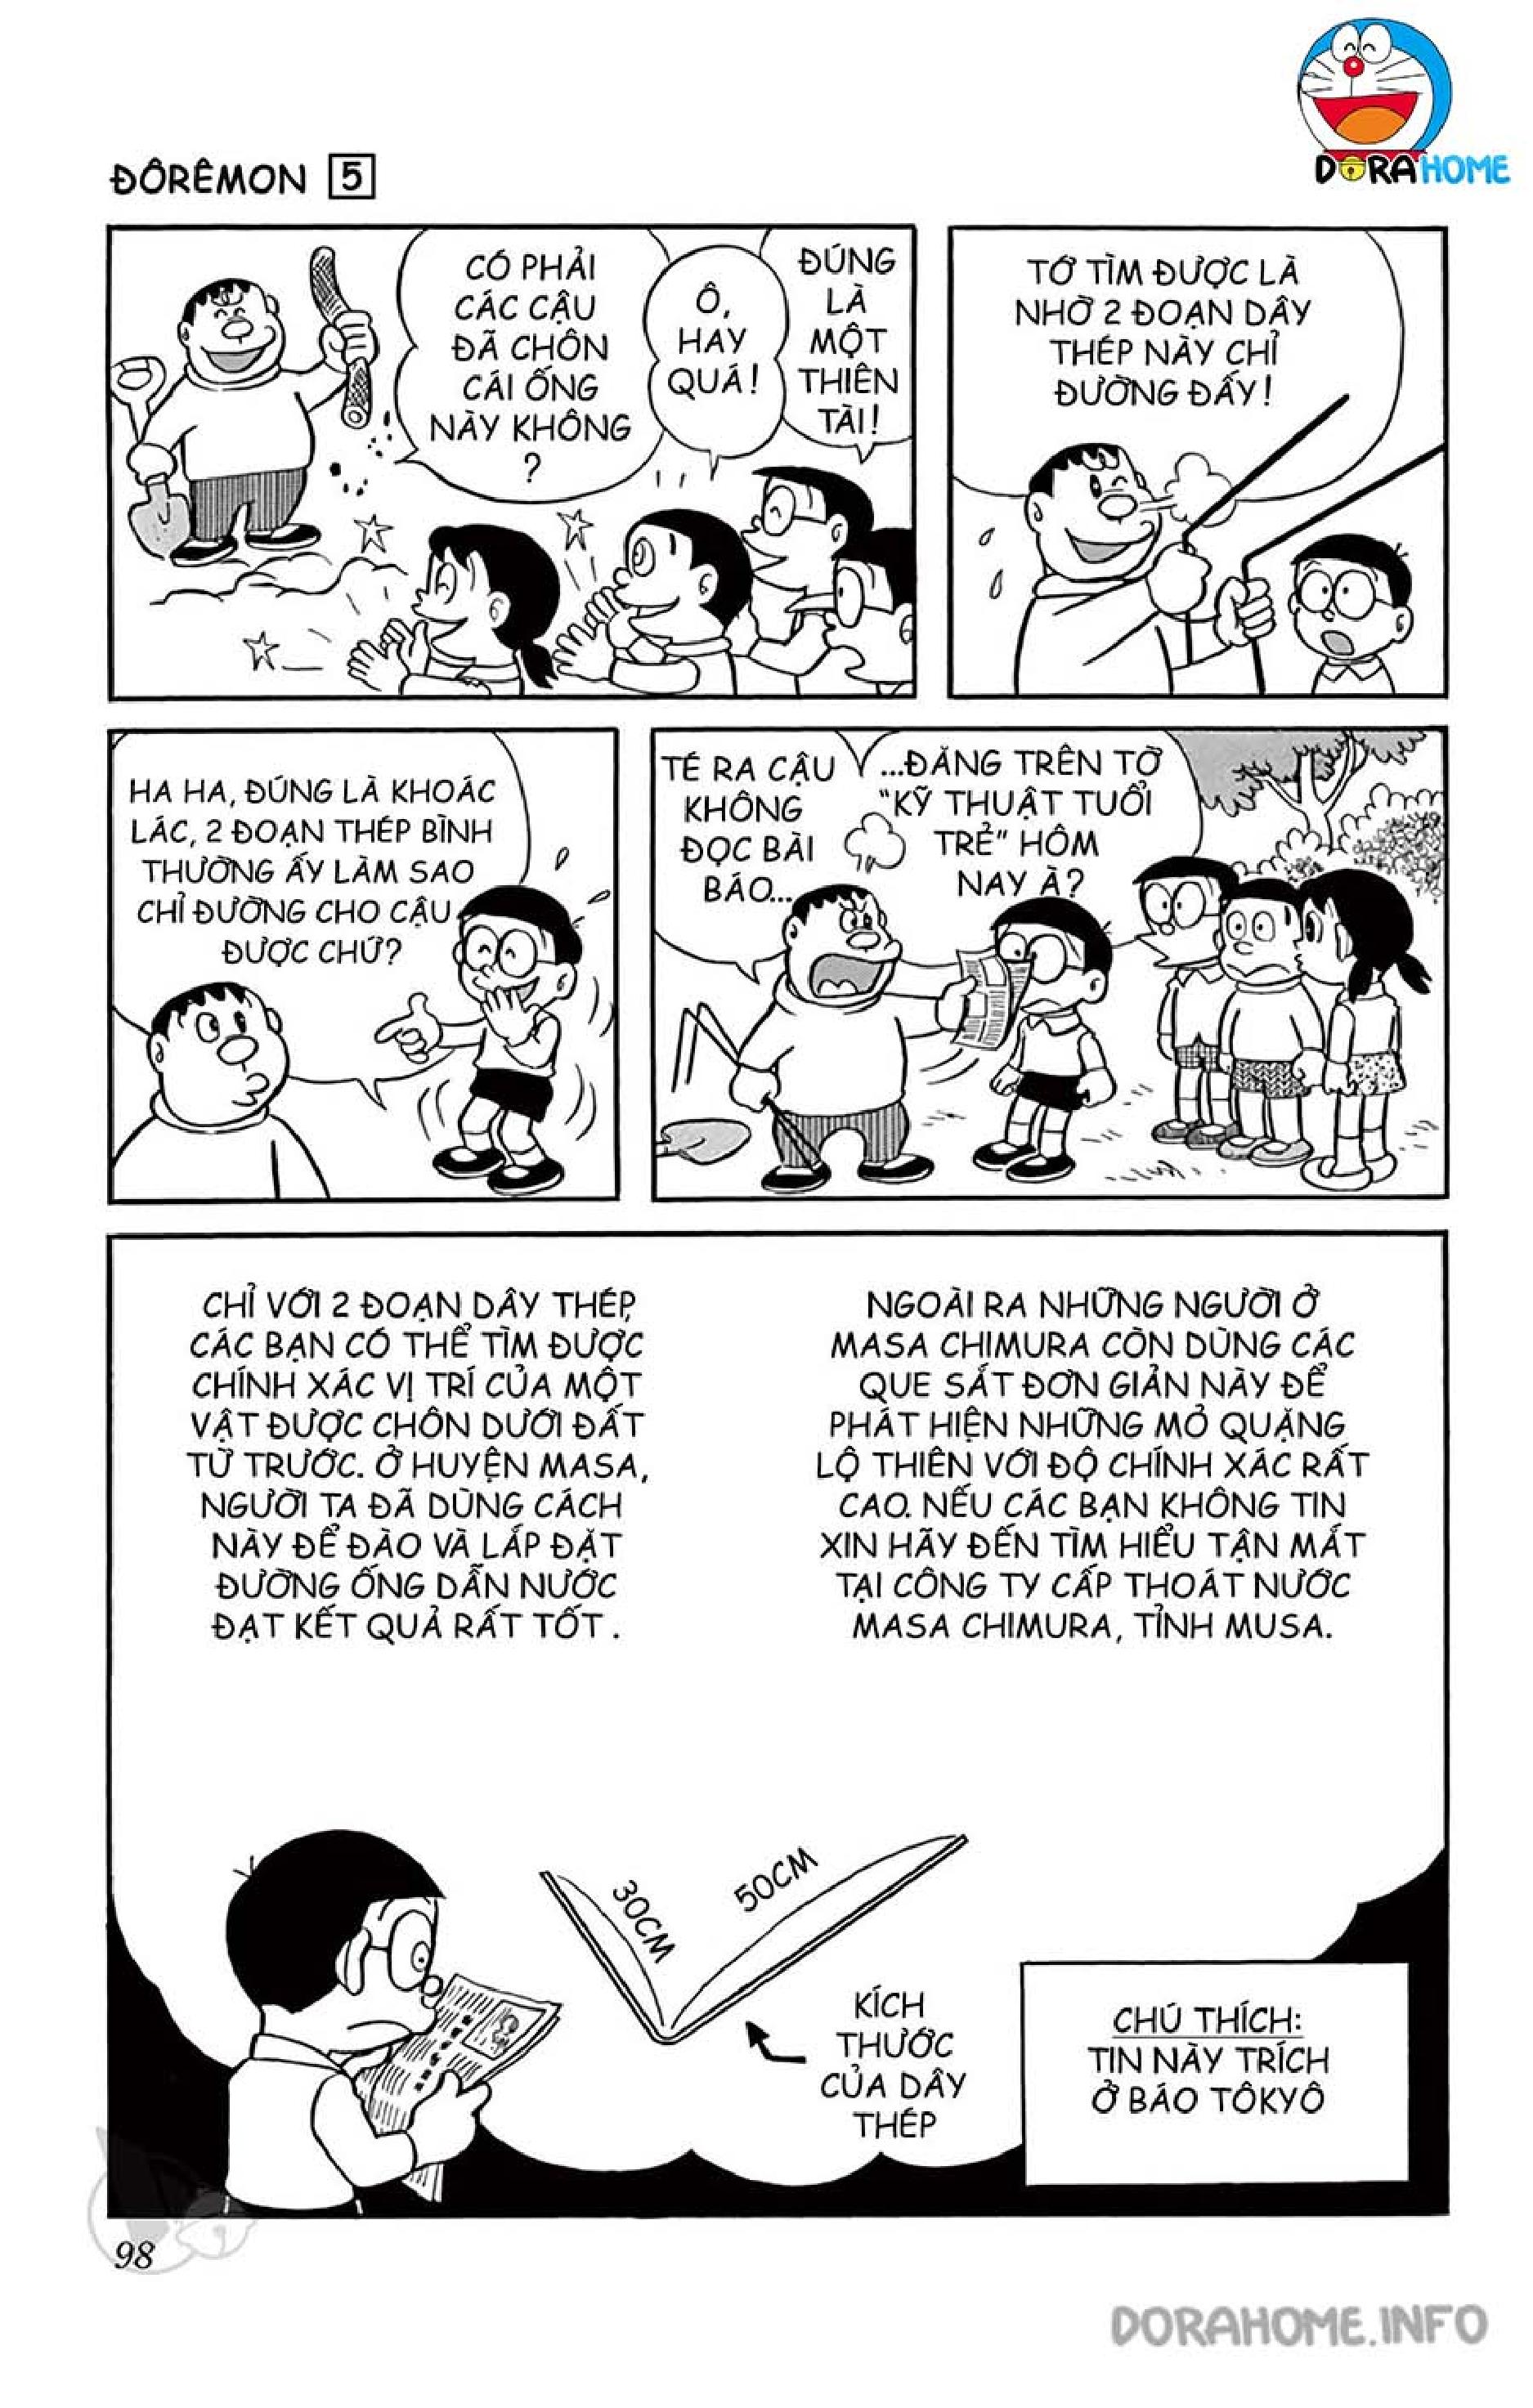 DORAHOME
ĐÔRÊMON 5
CÓ PHẢI
CÁC CẬU
ĐÃ CHÔN
CÁI ỐNG
NÀY KHÔNG
?
Ô,
HAY
QUÁ!
ĐÚNG
LÀ
MỘT
THIÊN
TÀI!
TỚ TÌM ĐƯỢC LÀ
NHỜ 2 ĐOẠN DÂY
THÉP NÀY CHỈ
ĐƯỜNG ĐẤY!
HA HA, ĐÚNG LÀ KHOÁC
LÁC, 2 ĐOẠN THÉP BÌNH
THƯỜNG ẤY LÀM SAO
CHỈ ĐƯỜNG CHO CẬU
ĐƯỢC CHỨ?
TÉ RA CẬU
KHÔNG
ĐỌC BÀI
BÁO...
...ĐĂNG TRÊN TỜ
"KỸ THUẬT TUỔI
TRẺ" HÔM
NAY À?
CHỈ VỚI 2 ĐOẠN DÂY THÉP,
CÁC BẠN CÓ THỂ TÌM ĐƯỢC
CHÍNH XÁC VỊ TRÍ CỦA MỘT
VẬT ĐƯỢC CHÔN DƯỚI ĐẤT
TỪ TRƯỚC. Ở HUYỆN MASA,
NGƯỜI TA ĐÃ DÙNG CÁCH
NÀY ĐỂ ĐÀO VÀ LẮP ĐẶT
ĐƯỜNG ỐNG DẪN NƯỚC
ĐẠT KẾT QUẢ RẤT TỐT.
NGOÀI RA NHỮNG NGƯỜI Ở
MASA CHIMURA CÒN DÙNG CÁC
QUE SẮT ĐƠN GIẢN NÀY ĐỂ
PHÁT HIỆN NHỮNG MỎ QUẶNG
LỘ THIÊN VỚI ĐỘ CHÍNH XÁC RẤT
CAO. NẾU CÁC BẠN KHÔNG TIN
XIN HÃY ĐẾN TÌM HIỂU TẬN MẮT
TẠI CÔNG TY CẤP THOÁT NƯỚC
MASA CHIMURA, TỈNH MUSA.
30CM
50CM
KÍCH
THƯỚC
CỦA DÂY
THÉP
CHÚ THÍCH:
TIN NÀY TRÍCH
Ở BÁO TÔKYÔ
98
DORAHOME.INFO